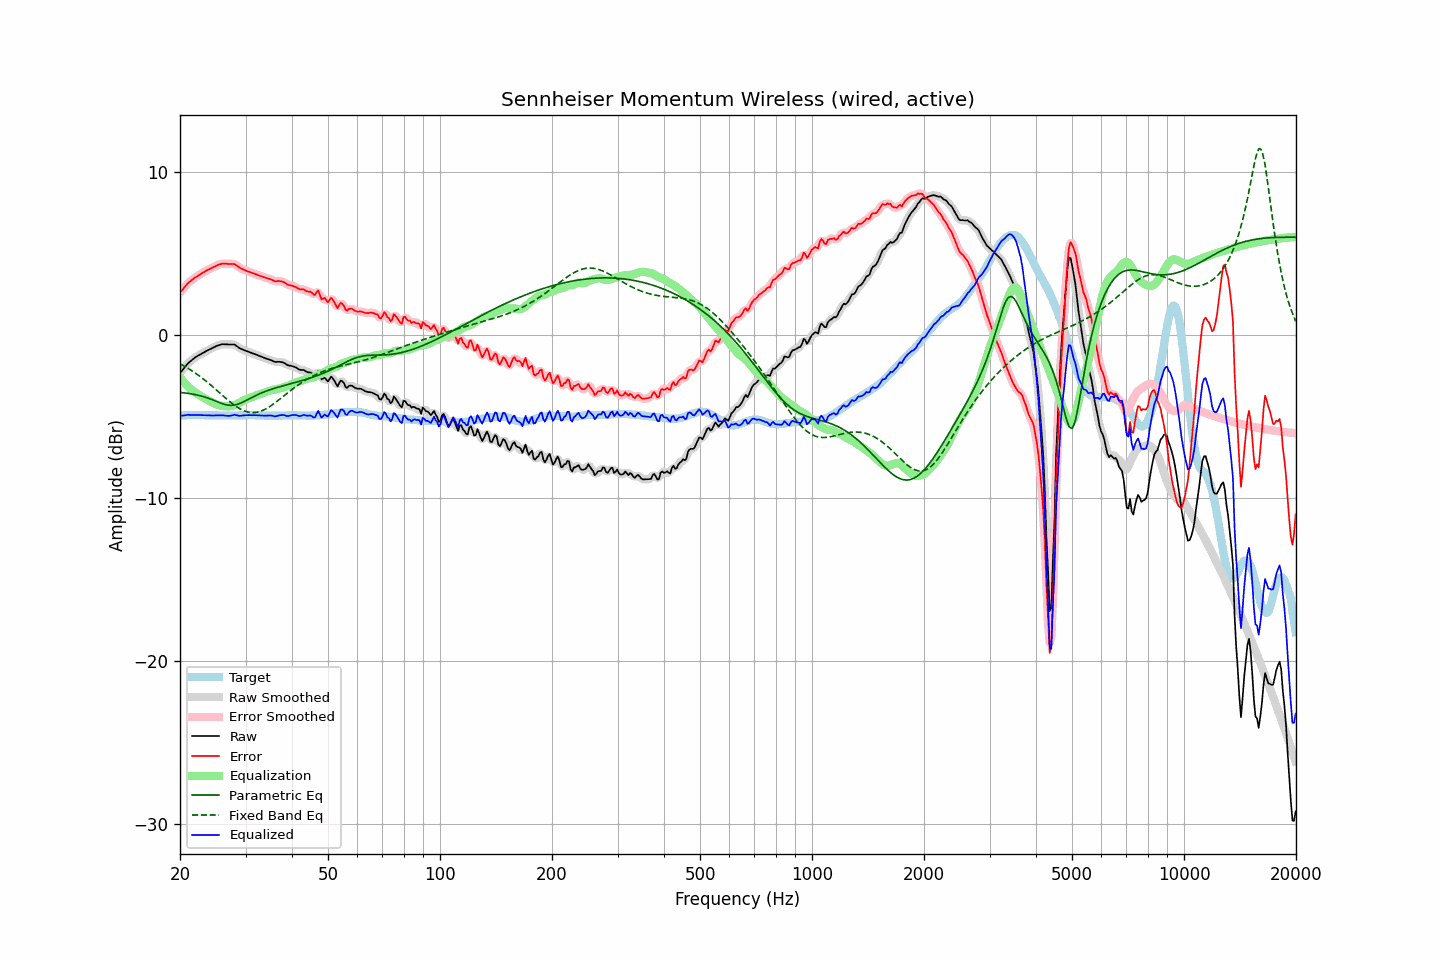 Sennheiser Momentum Wireless (wired, active)
10
0
−10
−20
−30
Amplitude (dBr)
Target
Raw Smoothed
Error Smoothed
Raw
Error
Equalization
Parametric Eq
Fixed Band Eq
Equalized
20 50 100 200 500 1000 2000 5000 10000 20000
Frequency (Hz)